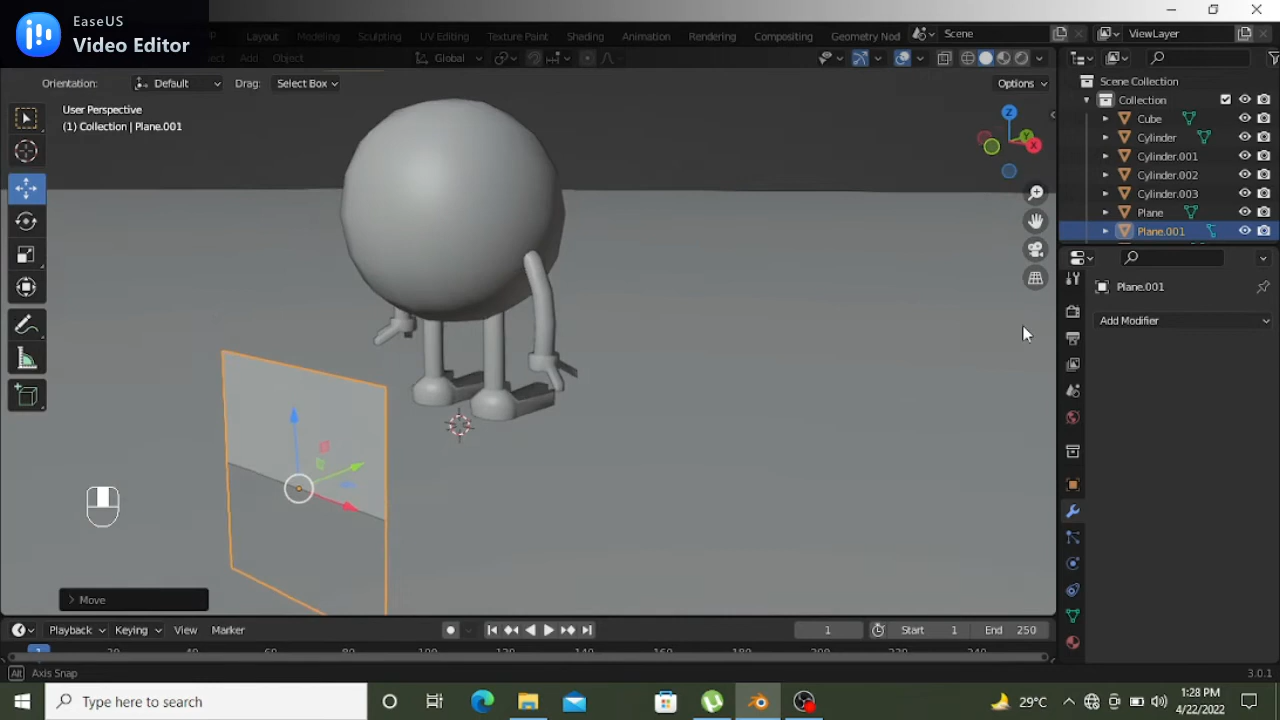 EaseUS
Video Editor
Layout Modeling Sculpting UV Editing Texture Paint Shading Animation Rendering Compositing Geometry Nod
Scene
ViewLayer
Add Object
Global
Orientation: Default Drag: Select Box
Options
User Perspective
(1) Collection | Plane.001
Z
Y
X
Scene Collection
Collection
Cube
Cylinder
Cylinder.001
Cylinder.002
Cylinder.003
Plane
Plane.001
Plane.001
Add Modifier
> Move
Playback Keying View Marker
1
Start 1 End 250
1
Alt Axis Snap
3.0.1
Type here to search
29°C
1:28 PM
4/22/2022